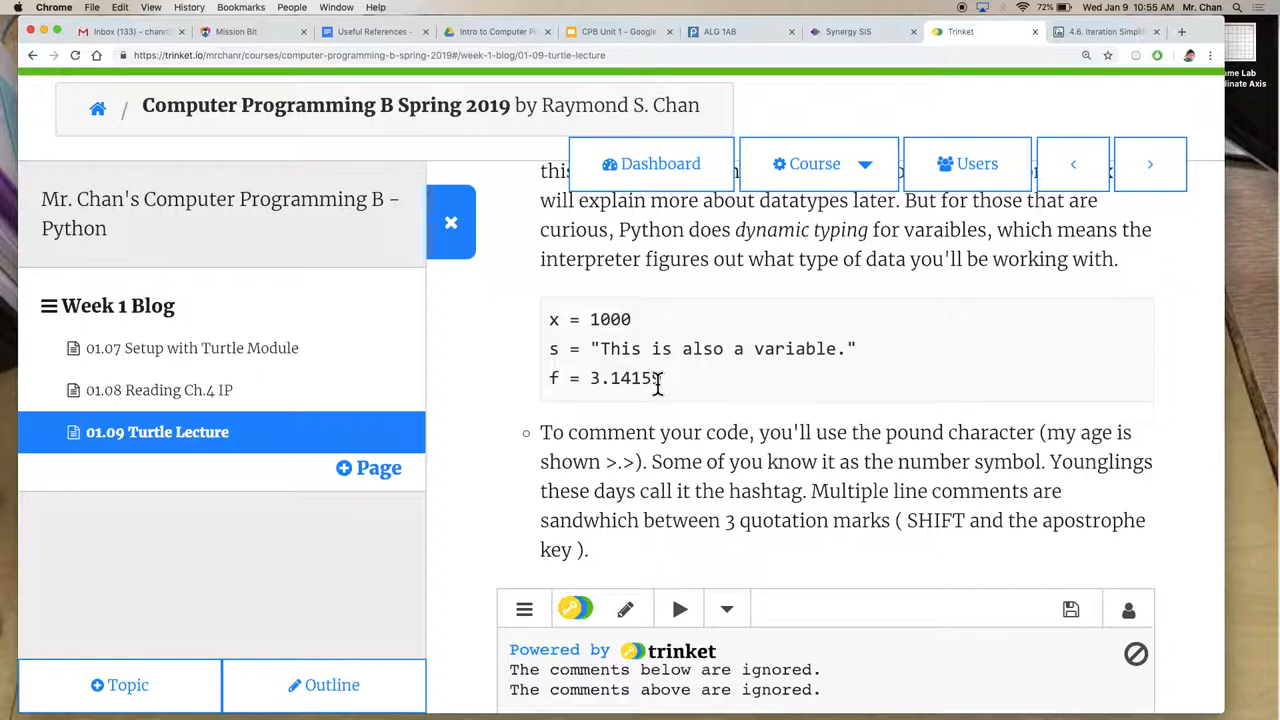 Chrome File Edit View History Bookmarks People Window Help 72% Wed Jan 9 10:55 AM Mr. Chan
Inbox (133) - chanr Mission Bit Useful References - Intro to Computer CPB Unit 1 - Google ALG 1AB Synergy SIS Trinket 4.6. Iteration Simplif
https://trinket.io/mrchanr/courses/computer-programming-b-spring-2019#/week-1-blog/01-09-turtle-lecture
Computer Programming B Spring 2019 by Raymond S. Chan
Dashboard Course Users
Mr. Chan's Computer Programming B -
Python
Week 1 Blog
01.07 Setup with Turtle Module
01.08 Reading Ch.4 IP
01.09 Turtle Lecture
Page
Topic Outline
will explain more about datatypes later. But for those that are
curious, Python does dynamic typing for varaibles, which means the
interpreter figures out what type of data you'll be working with.
x = 1000
s = "This is also a variable."
f = 3.14159
To comment your code, you'll use the pound character (my age is
shown >.>). Some of you know it as the number symbol. Younglings
these days call it the hashtag. Multiple line comments are
sandwhich between 3 quotation marks ( SHIFT and the apostrophe
key ).
Powered by trinket
The comments below are ignored.
The comments above are ignored.